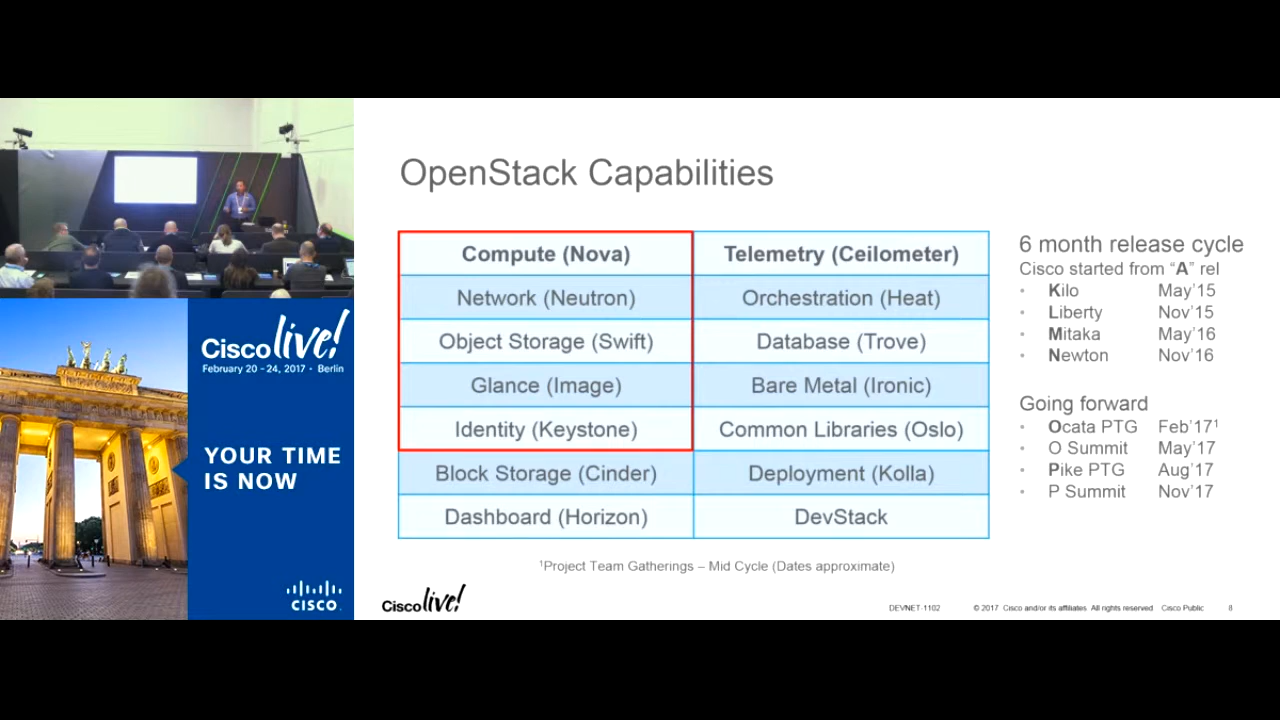 Cisco live!
February 20 - 24, 2017 • Berlin
YOUR TIME
IS NOW
CISCO
OpenStack Capabilities
Compute (Nova) Telemetry (Ceilometer)
Network (Neutron) Orchestration (Heat)
Object Storage (Swift) Database (Trove)
Glance (Image) Bare Metal (Ironic)
Identity (Keystone) Common Libraries (Oslo)
Block Storage (Cinder) Deployment (Kolla)
Dashboard (Horizon) DevStack
6 month release cycle
Cisco started from “A” rel
• Kilo May’15
• Liberty Nov’15
• Mitaka May’16
• Newton Nov’16
Going forward
• Ocata PTG Feb’17¹
• O Summit May’17
• Pike PTG Aug’17
• P Summit Nov’17
¹Project Team Gatherings – Mid Cycle (Dates approximate)
Cisco live!
DEVNET-1102 © 2017 Cisco and/or its affiliates. All rights reserved. Cisco Public 8